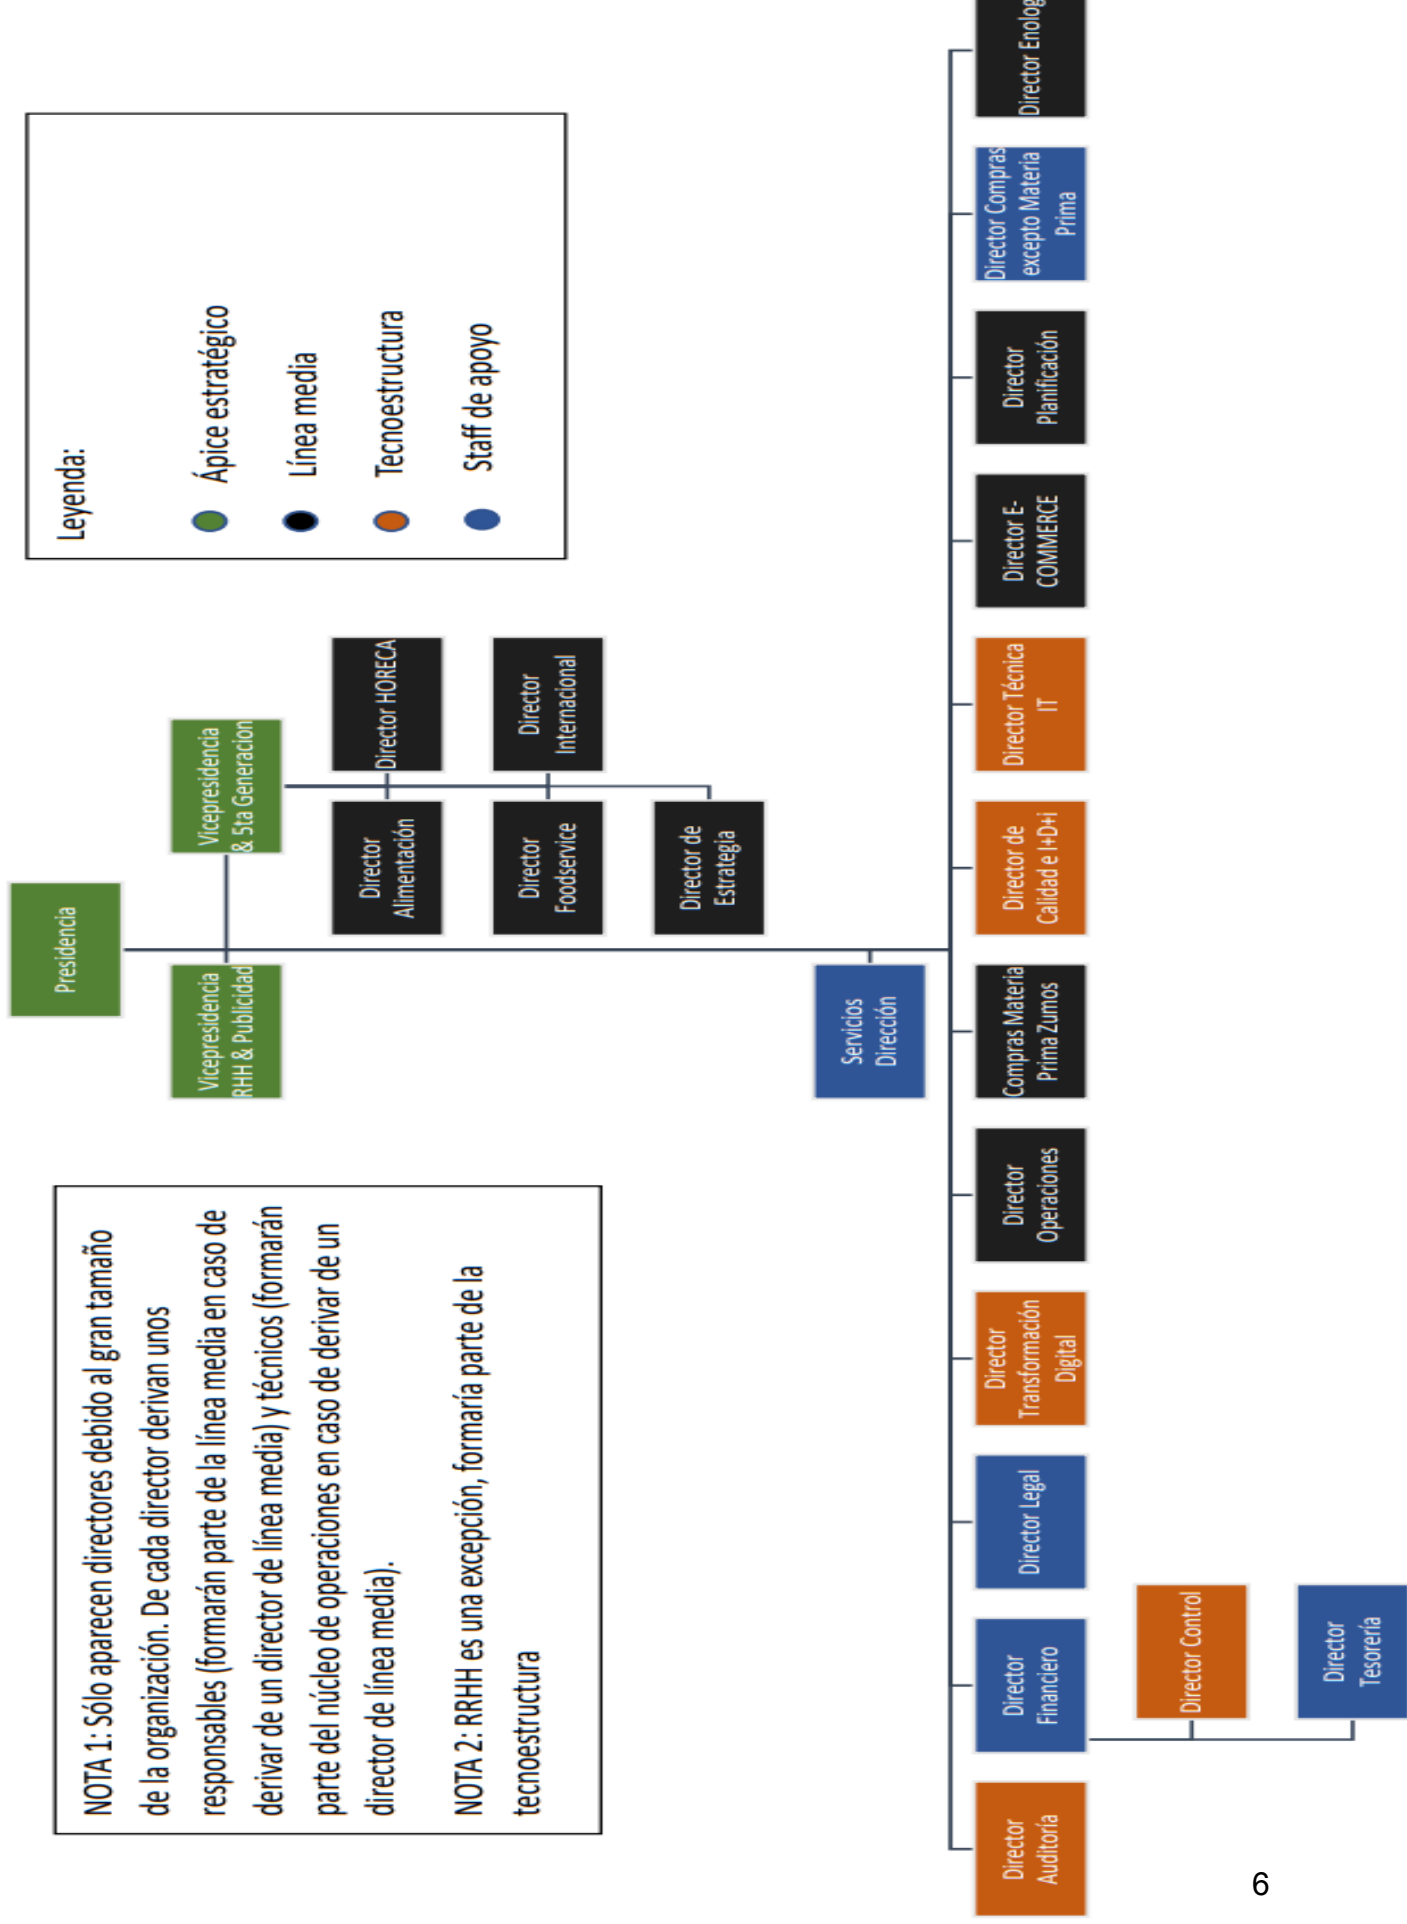 NOTA 1: Sólo aparecen directores debido al gran tamaño
de la organización. De cada director derivan unos
responsables (formarán parte de la línea media en caso de
derivar de un director de línea media) y técnicos (formarán
parte del núcleo de operaciones en caso de derivar de un
director de línea media).
NOTA 2: RRHH es una excepción, formaría parte de la
tecnoestructura
Presidencia
Vicepresidencia
RHH & Publicidad
Vicepresidencia
& 5ta Generacion
Director
Alimentación
Director HORECA
Director
Foodservice
Director
Internacional
Director de
Estrategia
Leyenda:
Ápice estratégico
Línea media
Tecnoestructura
Staff de apoyo
Servicios
Dirección
Director
Auditoría
Director
Financiero
Director Legal
Director
Transformación
Digital
Director
Operaciones
Compras Materia
Prima Zumos
Director de
Calidad e I+D+i
Director Técnica
IT
Director E-
COMMERCE
Director
Planificación
Director Compras
excepto Materia
Prima
Director Enolog
Director Control
Director
Tesorería
6